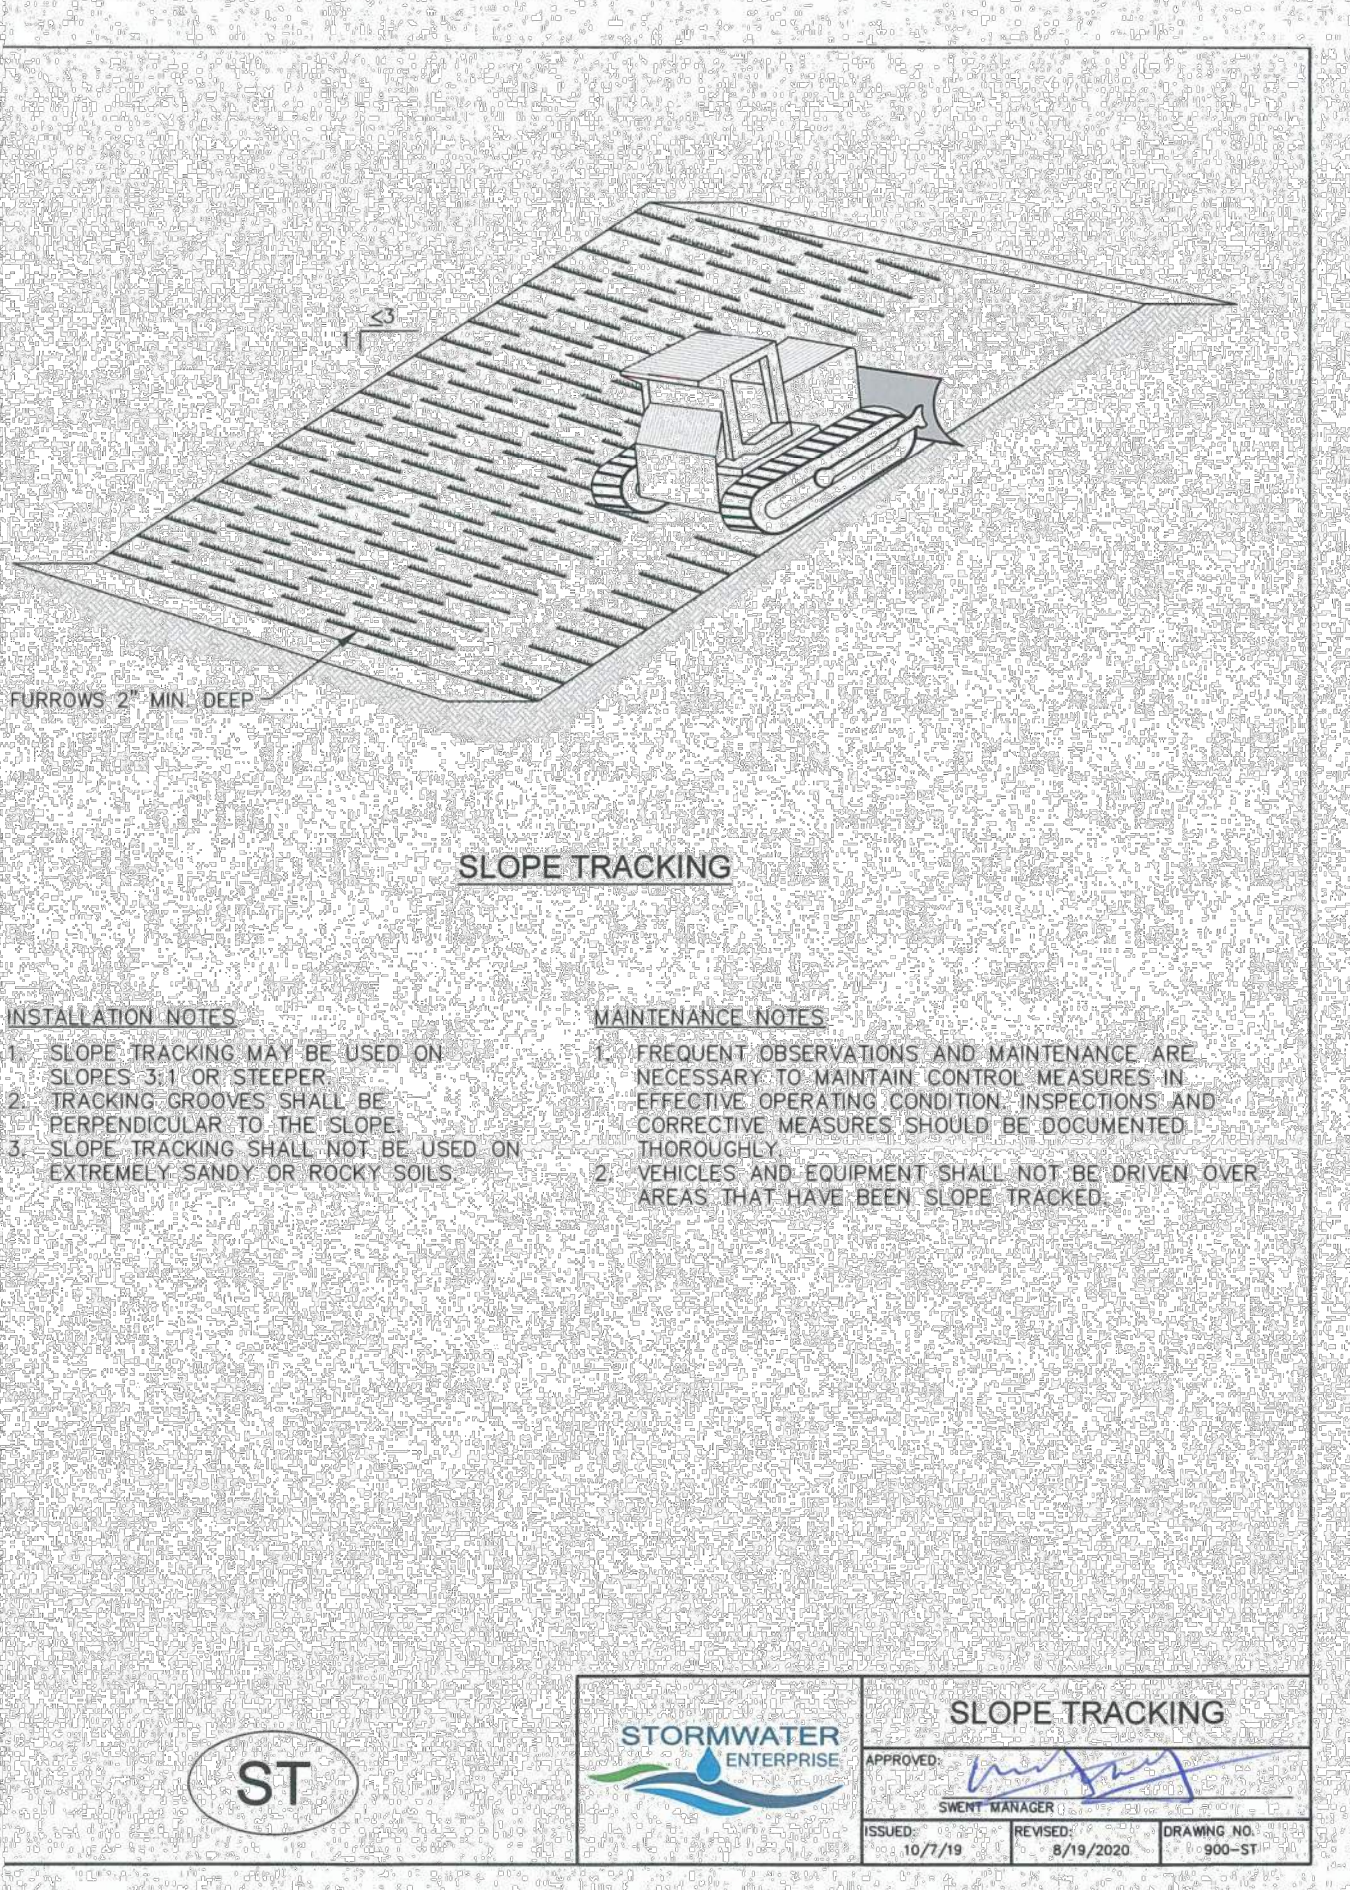 ≤3
1
FURROWS 2" MIN. DEEP
SLOPE TRACKING
INSTALLATION NOTES
1. SLOPE TRACKING MAY BE USED ON
SLOPES 3:1 OR STEEPER.
2. TRACKING GROOVES SHALL BE
PERPENDICULAR TO THE SLOPE.
3. SLOPE TRACKING SHALL NOT BE USED ON
EXTREMELY SANDY OR ROCKY SOILS.
MAINTENANCE NOTES
1. FREQUENT OBSERVATIONS AND MAINTENANCE ARE
NECESSARY TO MAINTAIN CONTROL MEASURES IN
EFFECTIVE OPERATING CONDITION. INSPECTIONS AND
CORRECTIVE MEASURES SHOULD BE DOCUMENTED
THOROUGHLY.
2. VEHICLES AND EQUIPMENT SHALL NOT BE DRIVEN OVER
AREAS THAT HAVE BEEN SLOPE TRACKED.
ST
STORMWATER
ENTERPRISE
SLOPE TRACKING
APPROVED:
SWENT MANAGER
ISSUED:
10/7/19
REVISED:
8/19/2020
DRAWING NO.
900-ST